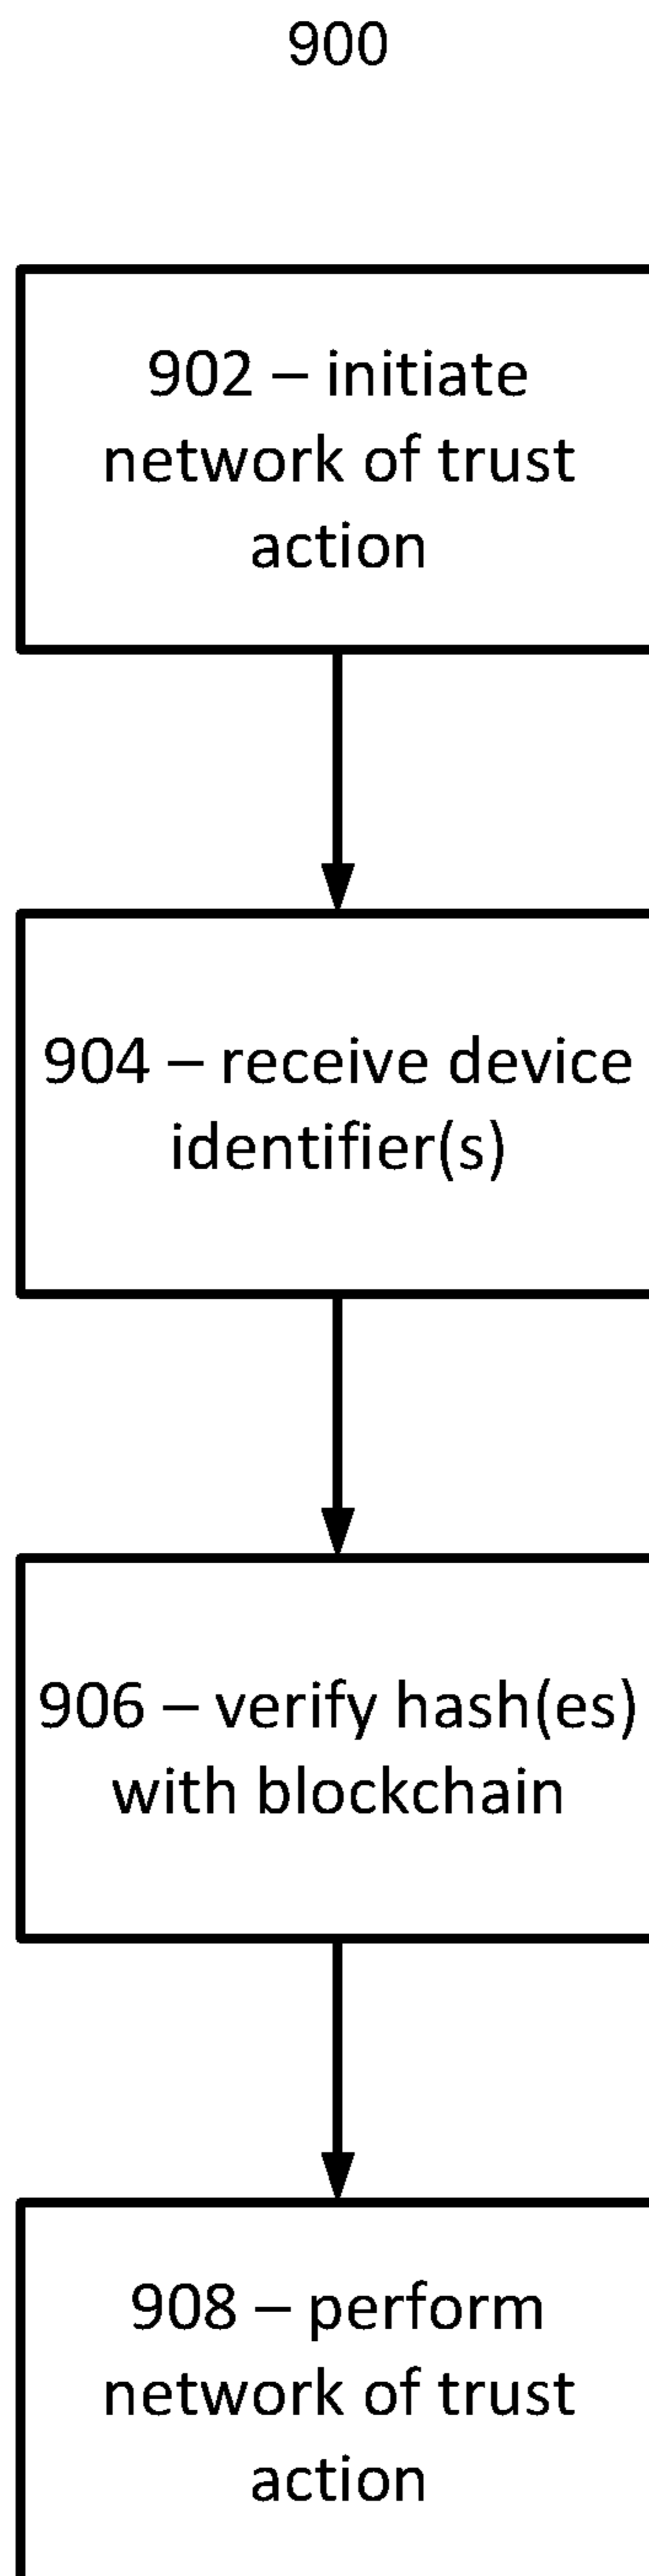 900
902 – initiate
network of trust
action
904 – receive device
identifier(s)
906 – verify hash(es)
with blockchain
908 – perform
network of trust
action